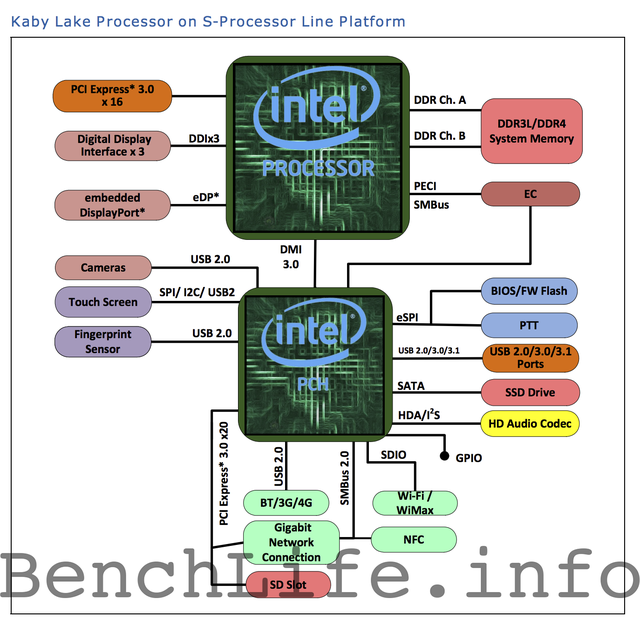 Kaby Lake Processor on S-Processor Line Platform
PCI Express* 3.0
x 16
Digital Display
Interface x 3
DDIx3
embedded
DisplayPort*
eDP*
intel
PROCESSOR
DDR Ch. A
DDR Ch. B
DDR3L/DDR4
System Memory
PECI
SMBus
EC
DMI
3.0
Cameras
USB 2.0
Touch Screen
SPI/ I2C/ USB2
Fingerprint
Sensor
USB 2.0
intel
PCH
eSPI
BIOS/FW Flash
PTT
USB 2.0/3.0/3.1
USB 2.0/3.0/3.1
Ports
SATA
SSD Drive
HDA/I²S
HD Audio Codec
GPIO
SDIO
PCI Express* 3.0 x20
USB 2.0
SMBus 2.0
BT/3G/4G
Wi-Fi /
WiMax
Gigabit
Network
Connection
NFC
SD Slot
BenchLife.info